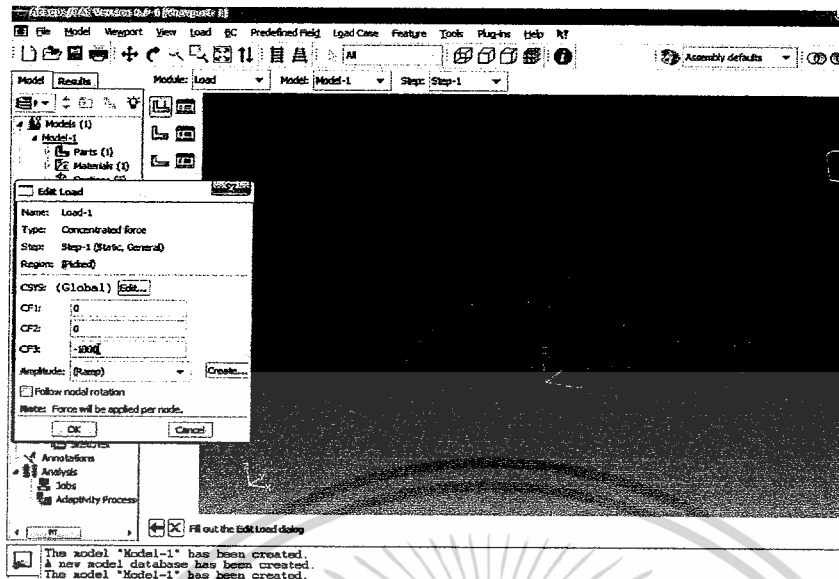 File Model Viewport View Load BC Predefined Field Load Case Feature Tools Plug-ins Help
All
Assembly defaults
Model Results
Module: Load Model: Model-1 Step: Step-1
Models (1)
Model-1
Parts (1)
Materials (1)
Edit Load
Name: Load-1
Type: Concentrated force
Step: Step-1 (Static, General)
Region: (Picked)
CSYS: (Global) Edit...
CF1: 0
CF2: 0
CF3: -1000
Amplitude: (Ramp) Create...
Follow nodal rotation
Note: Force will be applied per node.
OK Cancel
Annotations
Analysis
Jobs
Adaptivity Process
Fill out the Edit Load dialog
The model "Model-1" has been created.
A new model database has been created.
The model "Model-1" has been created.